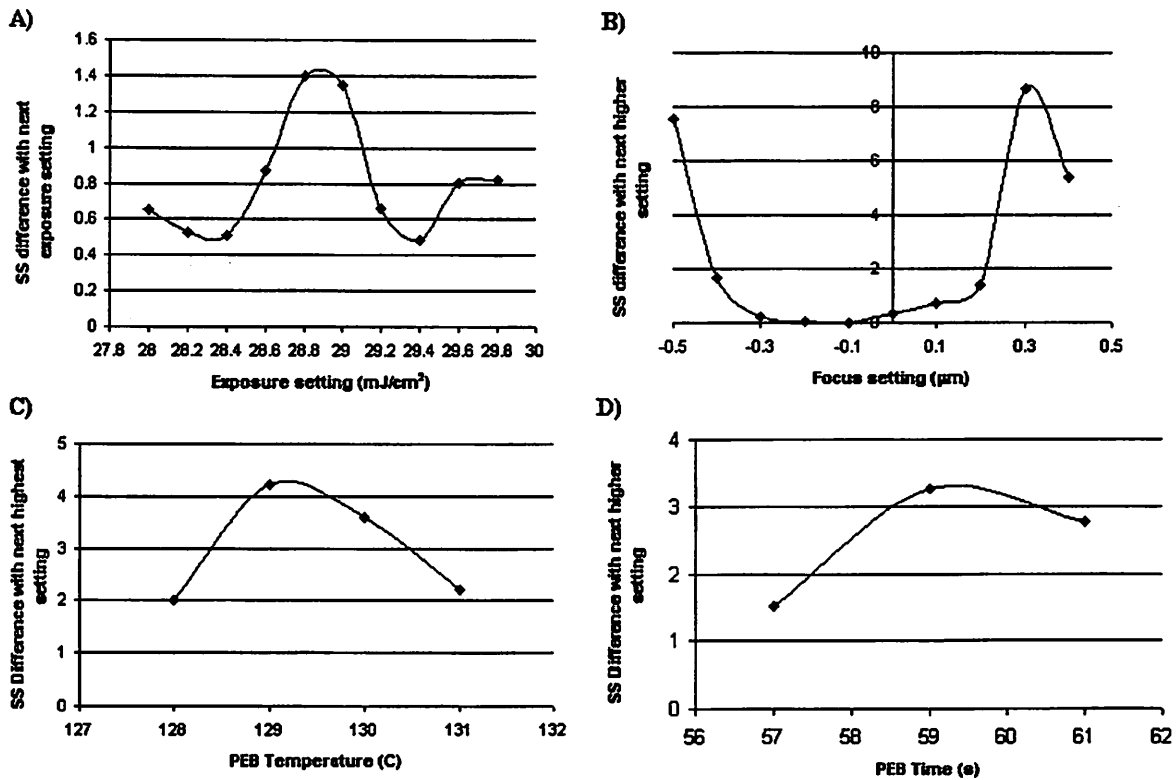 A)
SS difference with next
exposure setting
1.6
1.4
1.2
1
0.8
0.6
0.4
0.2
0
27.8 28 28.2 28.4 28.6 28.8 29 29.2 29.4 29.6 29.8 30
Exposure setting (mJ/cm²)
B)
SS difference with next higher
setting
10
8
6
4
2
0
-0.5 -0.3 -0.1 0.1 0.3 0.5
Focus setting (µm)
C)
SS Difference with next highest
setting
5
4
3
2
1
0
127 128 129 130 131 132
PEB Temperature (C)
D)
SS Difference with next higher
setting
4
3
2
1
0
56 57 58 59 60 61 62
PEB Time (s)